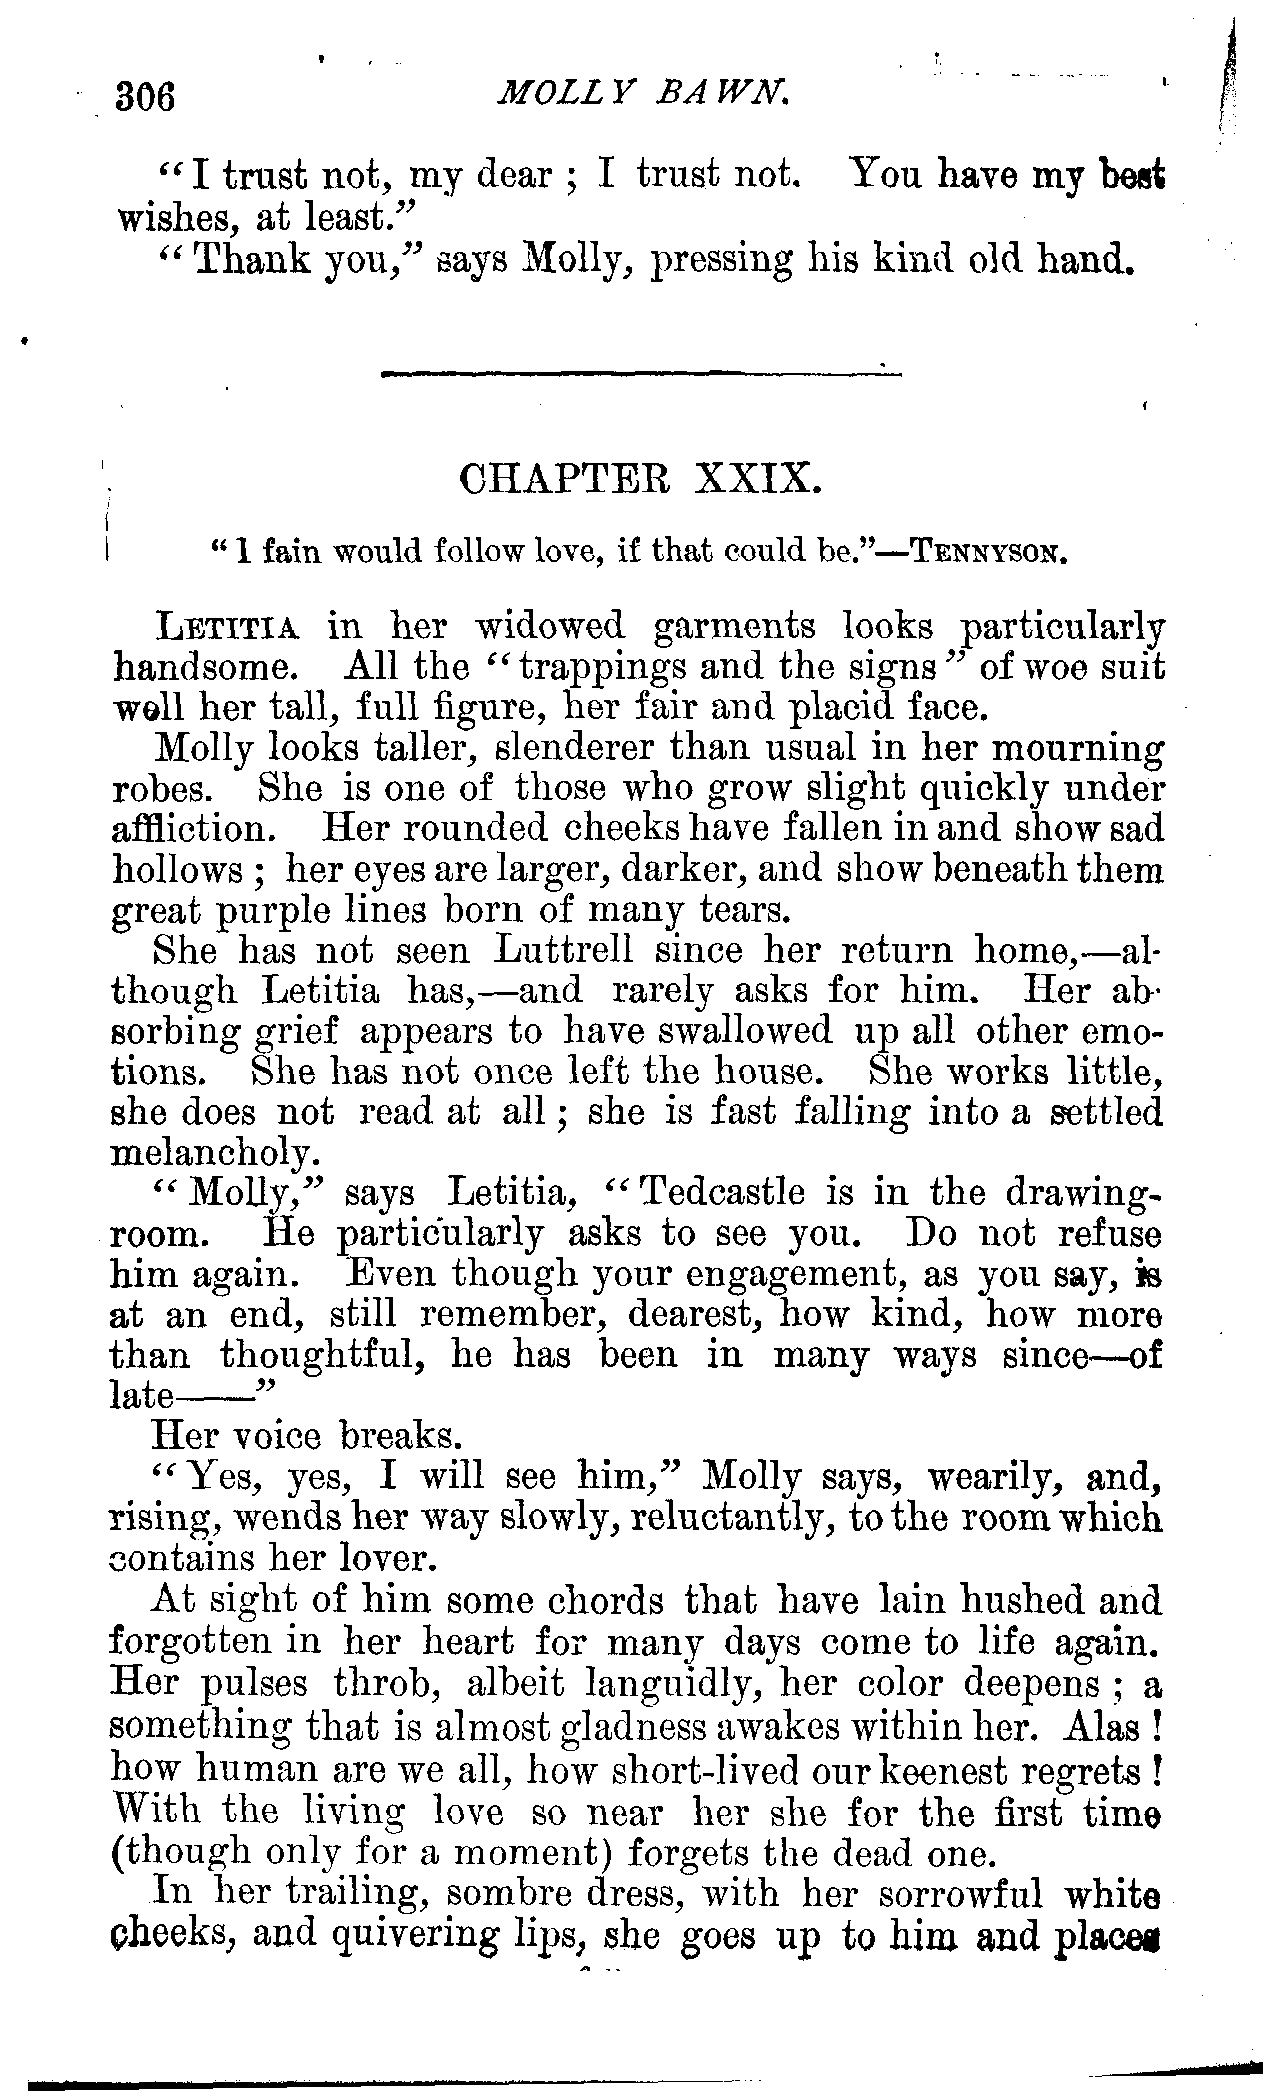 306 MOLLY BAWN.
“I trust not, my dear ; I trust not. You have my best
wishes, at least.”
“Thank you,” says Molly, pressing his kind old hand.
CHAPTER XXIX.
“I fain would follow love, if that could be.”—TENNYSON.
LETITIA in her widowed garments looks particularly
handsome. All the “trappings and the signs” of woe suit
well her tall, full figure, her fair and placid face.
Molly looks taller, slenderer than usual in her mourning
robes. She is one of those who grow slight quickly under
affliction. Her rounded cheeks have fallen in and show sad
hollows ; her eyes are larger, darker, and show beneath them
great purple lines born of many tears.
She has not seen Luttrell since her return home,—al-
though Letitia has,—and rarely asks for him. Her ab-
sorbing grief appears to have swallowed up all other emo-
tions. She has not once left the house. She works little,
she does not read at all ; she is fast falling into a settled
melancholy.
“Molly,” says Letitia, “Tedcastle is in the drawing-
room. He particularly asks to see you. Do not refuse
him again. Even though your engagement, as you say, is
at an end, still remember, dearest, how kind, how more
than thoughtful, he has been in many ways since—of
late——”
Her voice breaks.
“Yes, yes, I will see him,” Molly says, wearily, and,
rising, wends her way slowly, reluctantly, to the room which
contains her lover.
At sight of him some chords that have lain hushed and
forgotten in her heart for many days come to life again.
Her pulses throb, albeit languidly, her color deepens ; a
something that is almost gladness awakes within her. Alas !
how human are we all, how short-lived our keenest regrets !
With the living love so near her she for the first time
(though only for a moment) forgets the dead one.
In her trailing, sombre dress, with her sorrowful white
cheeks, and quivering lips, she goes up to him and places